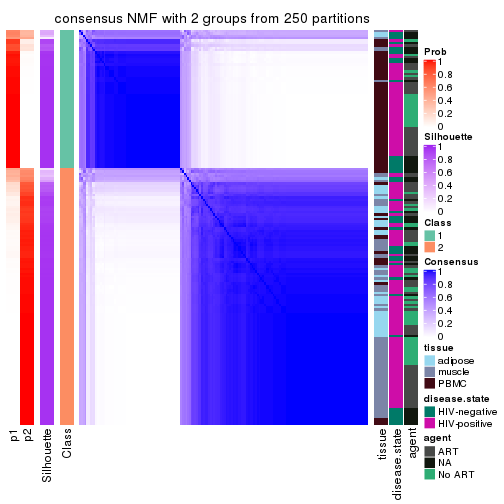 consensus NMF with 2 groups from 250 partitions
Prob
1
0.8
0.6
0.4
0.2
0
Silhouette
1
0.8
0.6
0.4
0.2
0
Class
1
2
Consensus
1
0.8
0.6
0.4
0.2
0
tissue
adipose
muscle
PBMC
disease.state
HIV-negative
HIV-positive
agent
ART
NA
No ART
p1
p2
Silhouette
Class
tissue
disease.state
agent